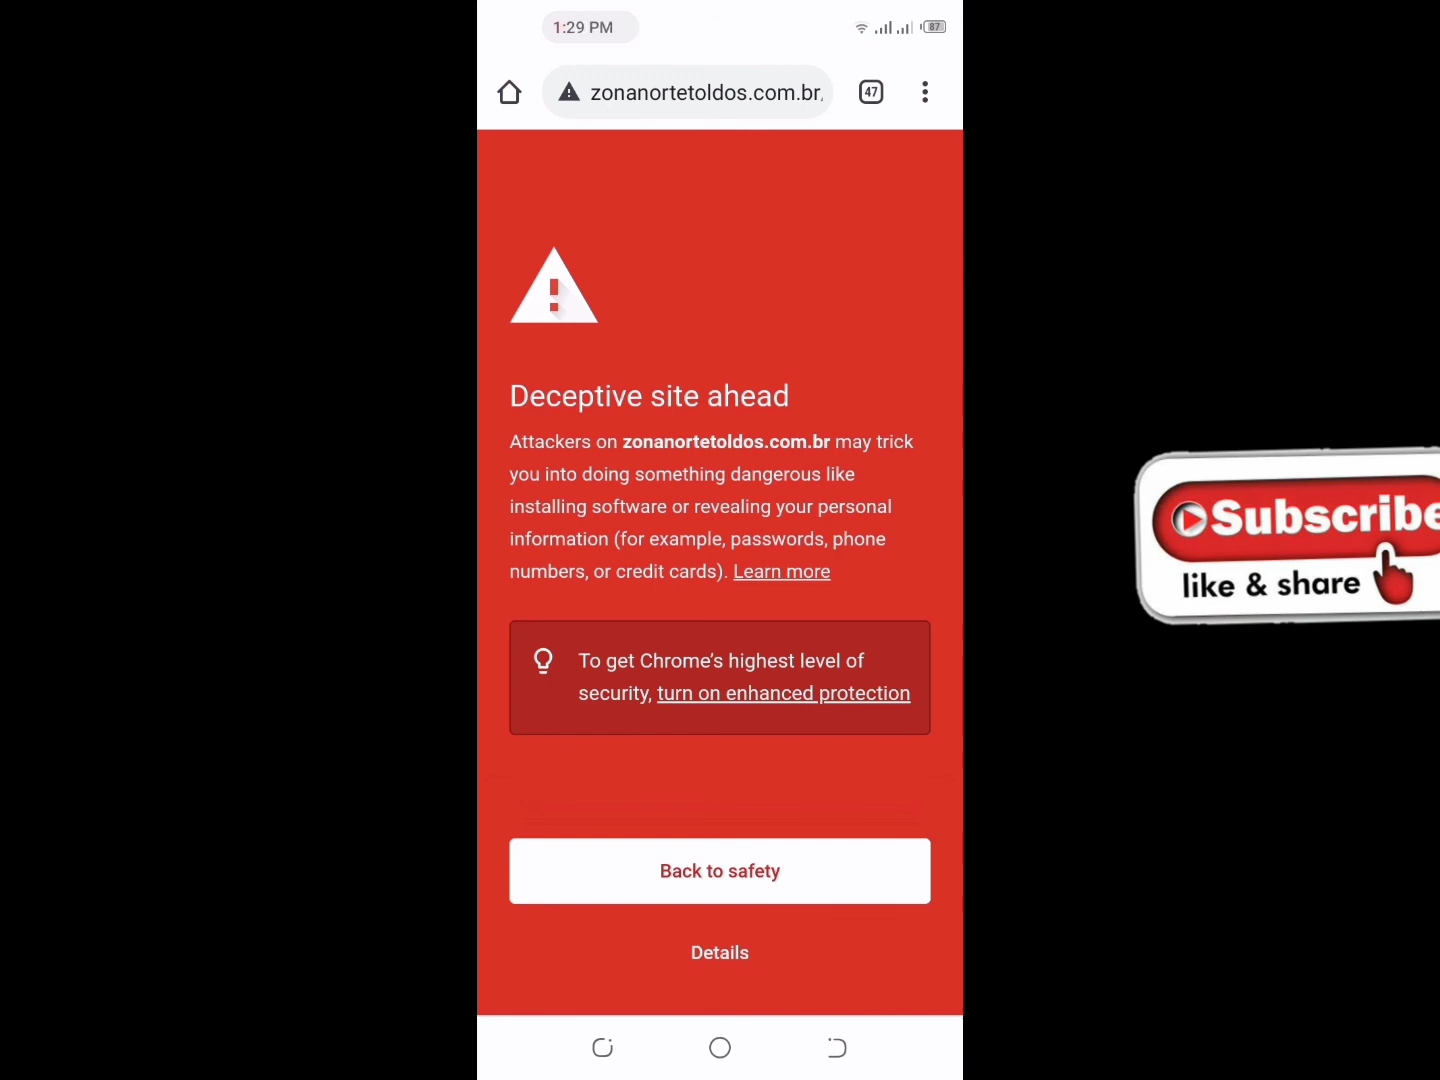 1:29 PM
87
zonanortetoldos.com.br
47
Deceptive site ahead
Attackers on zonanortetoldos.com.br may trick
you into doing something dangerous like
installing software or revealing your personal
information (for example, passwords, phone
numbers, or credit cards). Learn more
To get Chrome’s highest level of
security, turn on enhanced protection
Back to safety
Details
Subscribe
like & share